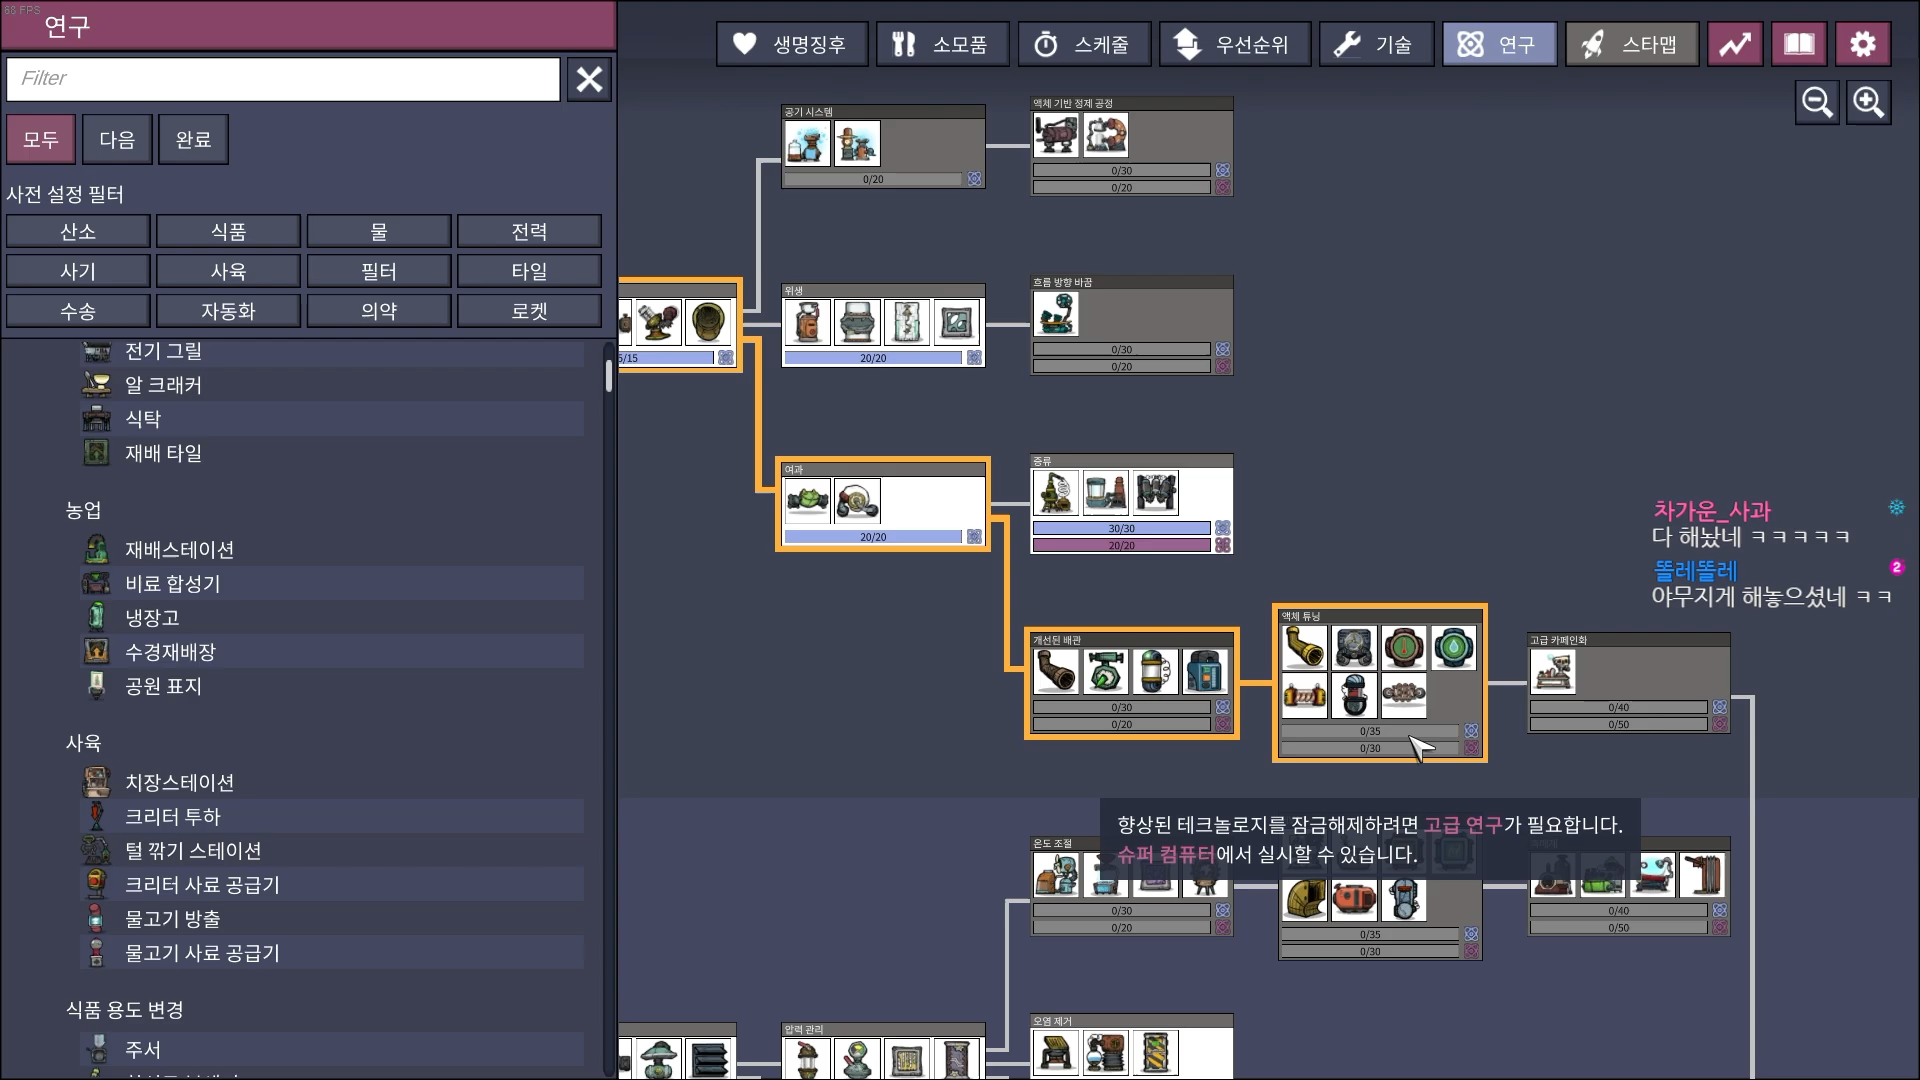 66 FPS
연구
생명징후
소모품
스케줄
우선순위
기술
연구
스타맵
Filter
모두
다음
완료
사전 설정 필터
산소
식품
물
전력
사기
사육
필터
타일
수송
자동화
의약
로켓
전기 그릴
알 크래커
식탁
재배 타일
농업
재배스테이션
비료 합성기
냉장고
수경재배장
공원 표지
사육
치장스테이션
크리터 투하
털 깎기 스테이션
크리터 사료 공급기
물고기 방출
물고기 사료 공급기
식품 용도 변경
주서
공기 시스템
0/20
액체 기반 정제 공정
0/30
0/20
5/15
위생
20/20
흐름 방향 바꿈
0/30
0/20
여과
20/20
증류
30/30
20/20
개선된 배관
0/30
0/20
액체 튜닝
0/35
0/30
고급 카페인화
0/40
0/50
차가운_사과
다 해놨네 ㅋㅋㅋㅋㅋ
똘레똘레
2
야무지게 해놓으셨네 ㅋㅋ
향상된 테크놀로지를 잠금해제하려면 고급 연구가 필요합니다.
슈퍼 컴퓨터에서 실시할 수 있습니다.
온도 조절
0/30
0/20
0/35
0/30
0/40
0/50
압력 관리
오염 제거